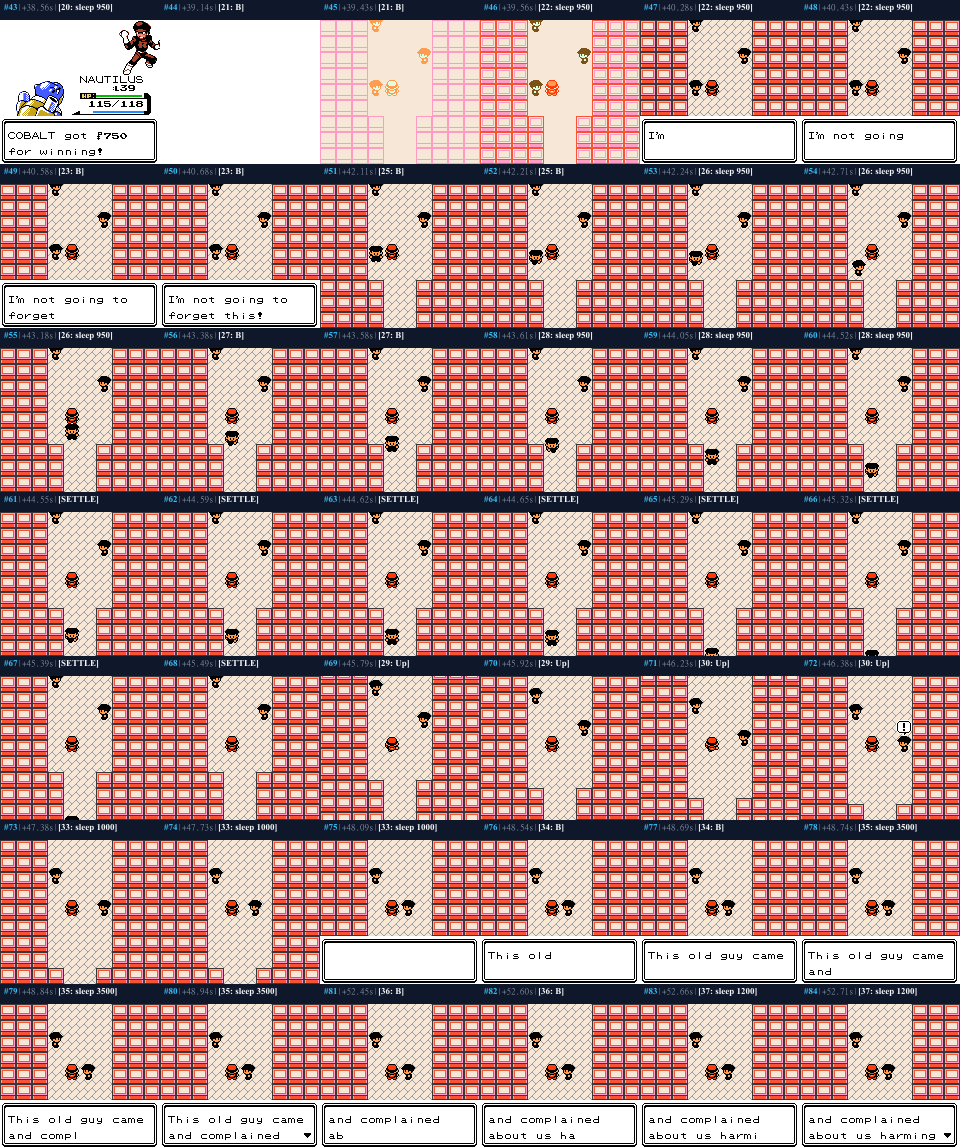 #43|+38.56s| [20: sleep 950]
#44|+39.14s| [21: B]
#45|+39.43s| [21: B]
#46|+39.56s| [22: sleep 950]
#47|+40.28s| [22: sleep 950]
#48|+40.43s| [22: sleep 950]
NAUTILUS
:L39
HP:
115/118
COBALT got ₽750
for winning!
I'm
I'm not going
#49|+40.58s| [23: B]
#50|+40.68s| [23: B]
#51|+42.11s| [25: B]
#52|+42.21s| [25: B]
#53|+42.24s| [26: sleep 950]
#54|+42.71s| [26: sleep 950]
I'm not going to
forget
I'm not going to
forget this!
#55|+43.18s| [26: sleep 950]
#56|+43.38s| [27: B]
#57|+43.58s| [27: B]
#58|+43.61s| [28: sleep 950]
#59|+44.05s| [28: sleep 950]
#60|+44.52s| [28: sleep 950]
#61|+44.55s| [SETTLE]
#62|+44.59s| [SETTLE]
#63|+44.62s| [SETTLE]
#64|+44.65s| [SETTLE]
#65|+45.29s| [SETTLE]
#66|+45.32s| [SETTLE]
#67|+45.39s| [SETTLE]
#68|+45.49s| [SETTLE]
#69|+45.79s| [29: Up]
#70|+45.92s| [29: Up]
#71|+46.23s| [30: Up]
#72|+46.38s| [30: Up]
!
#73|+47.38s| [33: sleep 1000]
#74|+47.73s| [33: sleep 1000]
#75|+48.09s| [33: sleep 1000]
#76|+48.54s| [34: B]
#77|+48.69s| [34: B]
#78|+48.74s| [35: sleep 3500]
This old
This old guy came
This old guy came
and
#79|+48.84s| [35: sleep 3500]
#80|+48.94s| [35: sleep 3500]
#81|+52.45s| [36: B]
#82|+52.60s| [36: B]
#83|+52.66s| [37: sleep 1200]
#84|+52.71s| [37: sleep 1200]
This old guy came
and compl
This old guy came
and complained ▼
and complained
ab
and complained
about us ha
and complained
about us harmi
and complained
about us harming ▼